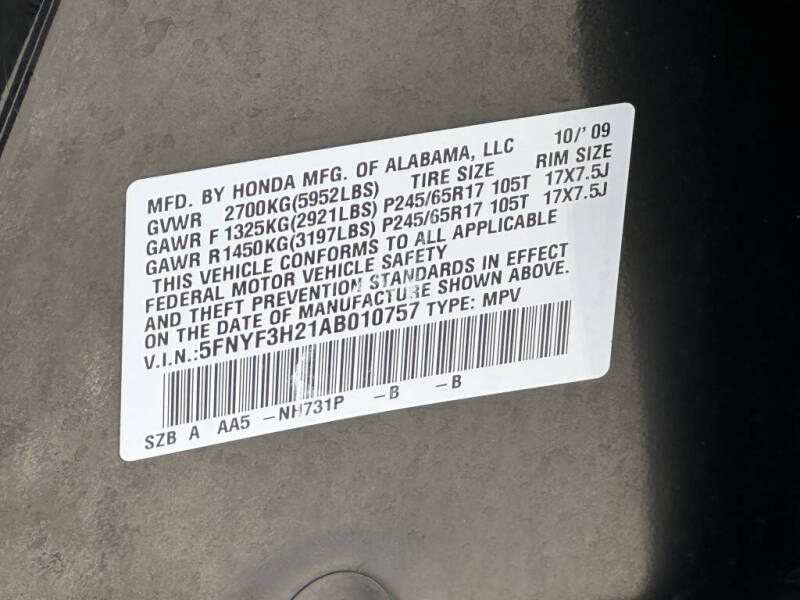 MFD. BY HONDA MFG. OF ALABAMA, LLC 10/'09
GVWR 2700KG(5952LBS) TIRE SIZE RIM SIZE
GAWR F 1325KG(2921LBS) P245/65R17 105T 17X7.5J
GAWR R 1450KG(3197LBS) P245/65R17 105T 17X7.5J
THIS VEHICLE CONFORMS TO ALL APPLICABLE
FEDERAL MOTOR VEHICLE SAFETY
AND THEFT PREVENTION STANDARDS IN EFFECT
ON THE DATE OF MANUFACTURE SHOWN ABOVE.
V.I.N.:5FNYF3H21AB010757 TYPE: MPV
SZB A AA5 -NH731P -B -B